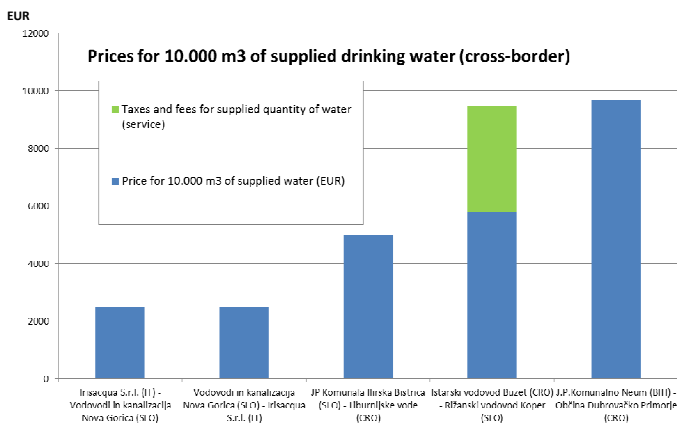 EUR
12000
Prices for 10.000 m3 of supplied drinking water (cross-border)
10000
Taxes and fees for supplied quantity of water
(service)
8000
Price for 10.000 m3 of supplied water (EUR)
6000
4000
2000
0
Irisacqua S.r.l. (IT) -
Vodovodi in kanalizacija
Nova Gorica (SLO)
Vodovodi in kanalizacija
Nova Gorica (SLO) - Irisacqua
S.r.l. (IT)
JP Komunala Ilirska Bistrica
(SLO) - Liburnijske vode
(CRO)
Istarski vodovod Buzet (CRO)
- Rižanski vodovod Koper
(SLO)
J.P.Komunalno Neum (BIH) -
Občina Dubrovačko Primorje
(CRO)